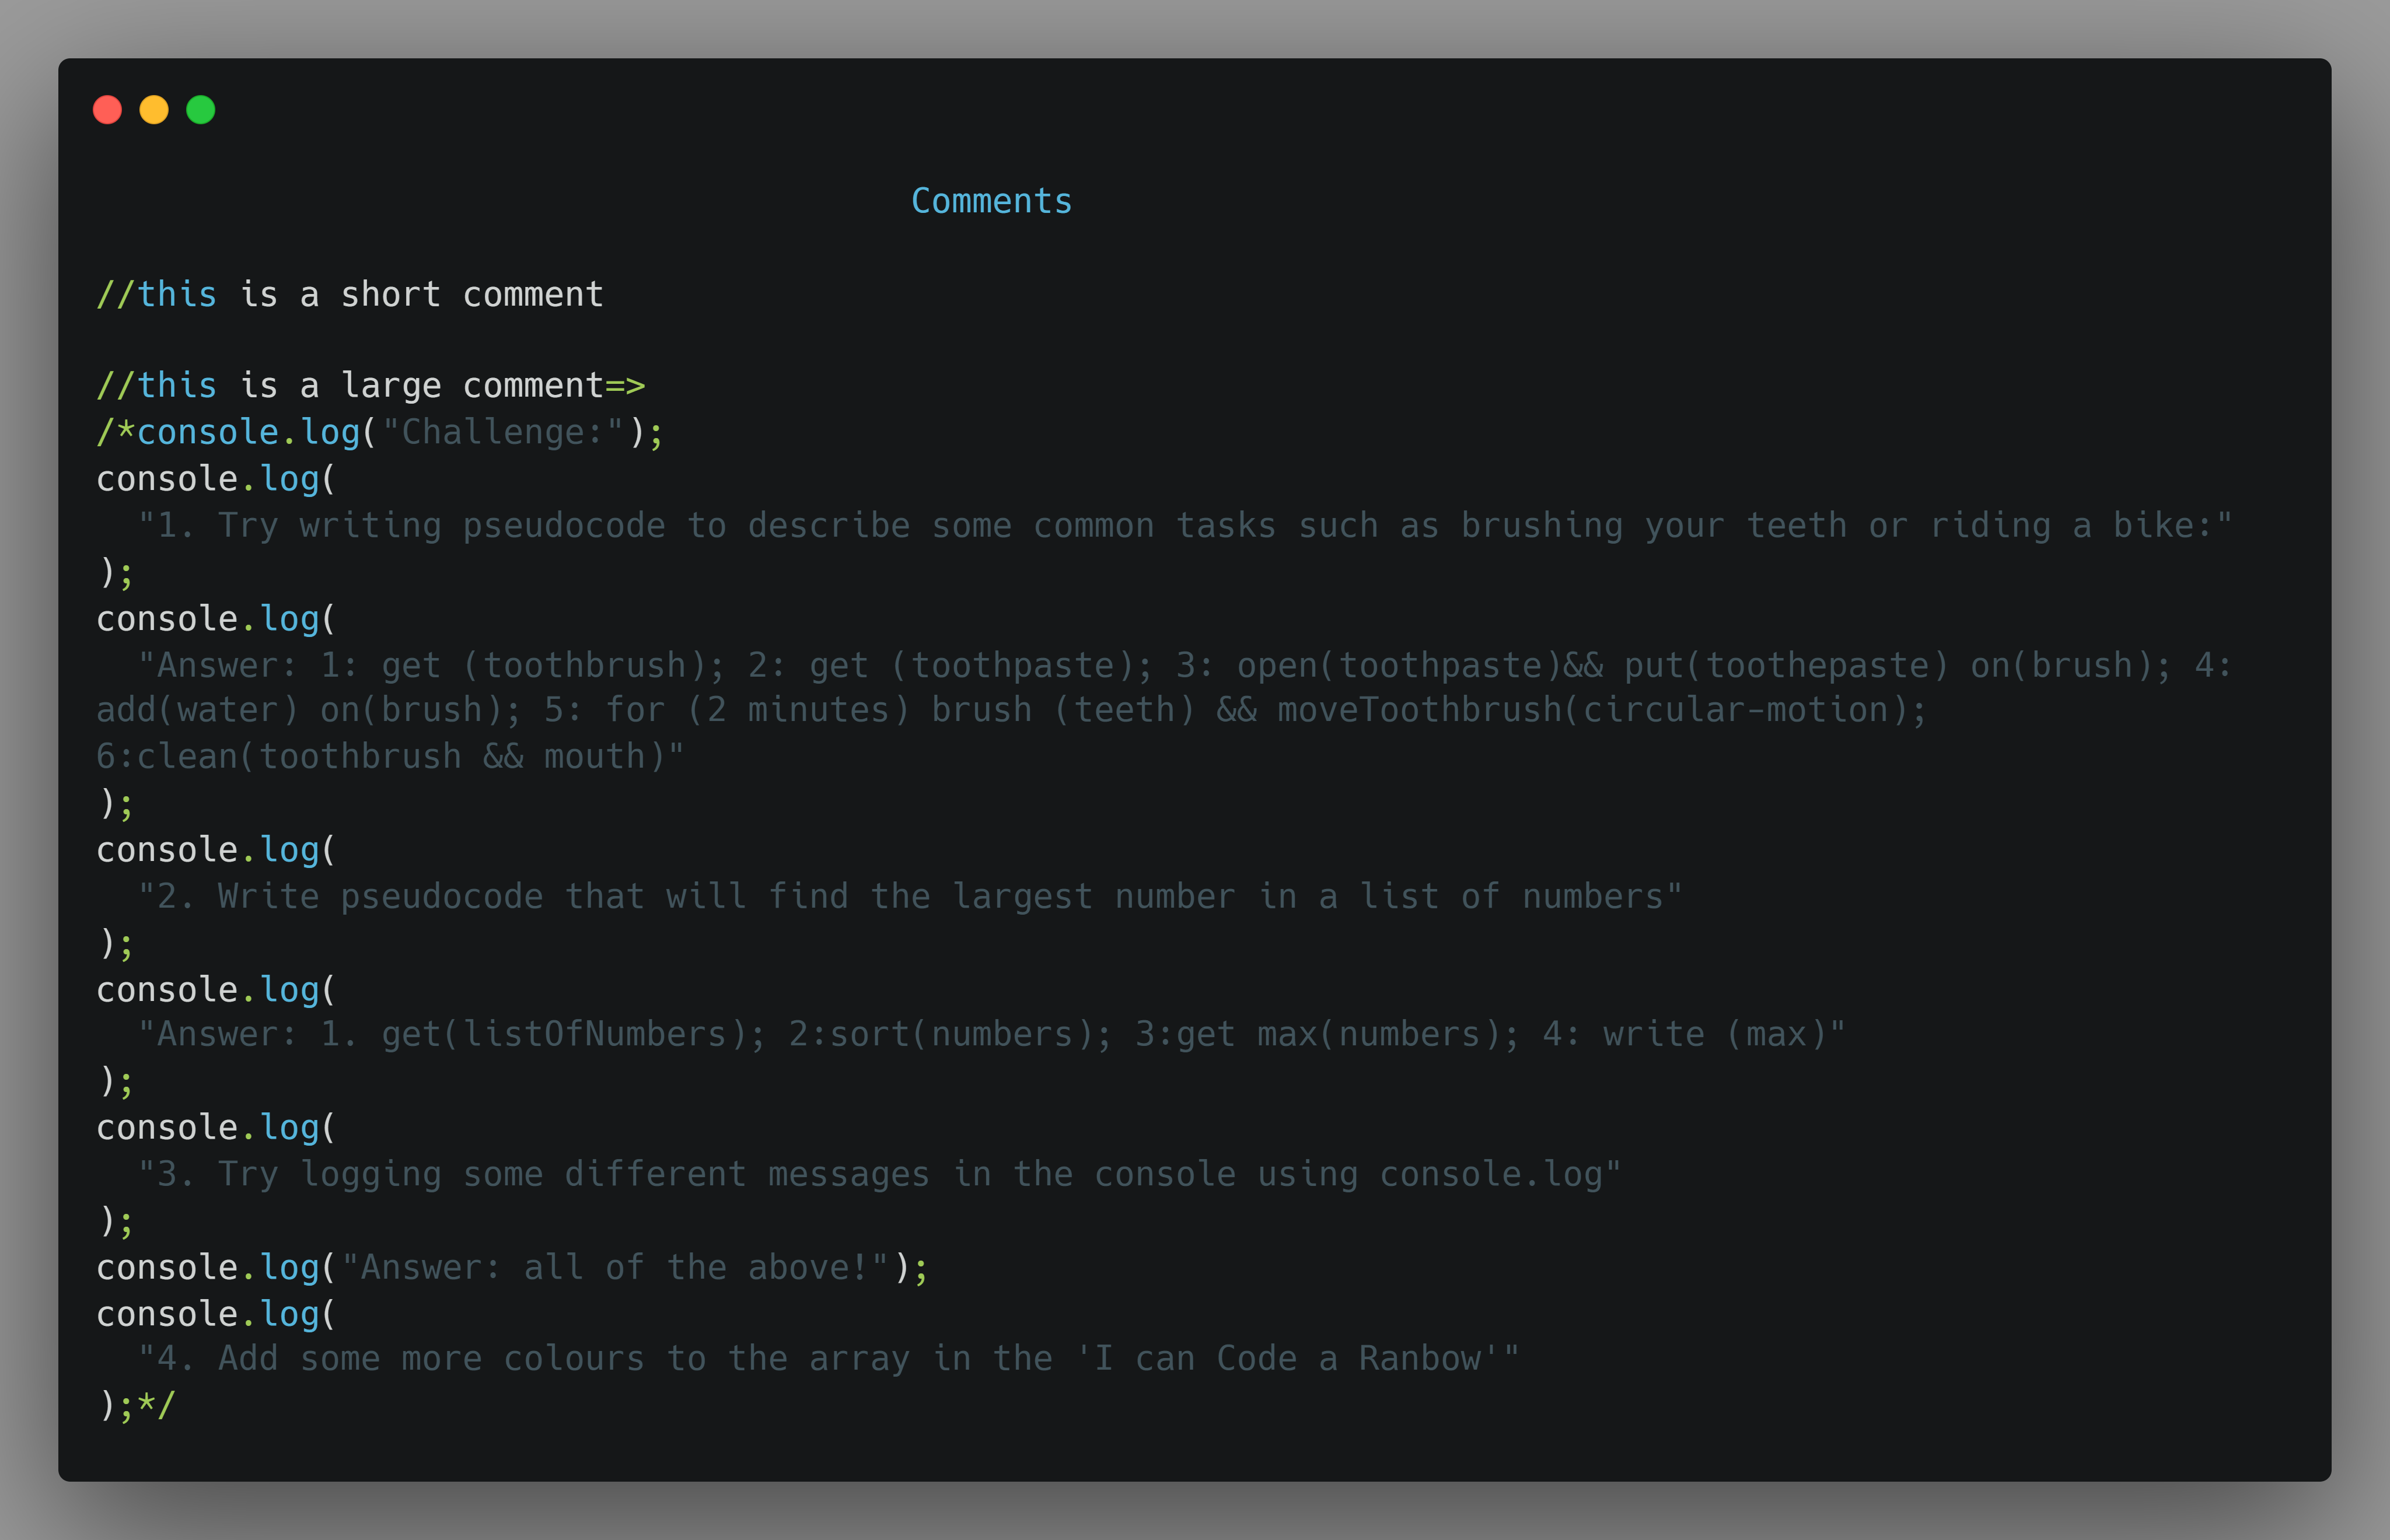 Comments
//this is a short comment
//this is a large comment=>
/*console.log("Challenge:");
console.log(
"1. Try writing pseudocode to describe some common tasks such as brushing your teeth or riding a bike:"
);
console.log(
"Answer: 1: get (toothbrush); 2: get (toothpaste); 3: open(toothpaste)&& put(toothepaste) on(brush); 4:
add(water) on(brush); 5: for (2 minutes) brush (teeth) && moveToothbrush(circular-motion);
6:clean(toothbrush && mouth)"
);
console.log(
"2. Write pseudocode that will find the largest number in a list of numbers"
);
console.log(
"Answer: 1. get(listOfNumbers); 2:sort(numbers); 3:get max(numbers); 4: write (max)"
);
console.log(
"3. Try logging some different messages in the console using console.log"
);
console.log("Answer: all of the above!");
console.log(
"4. Add some more colours to the array in the 'I can Code a Ranbow'"
);*/